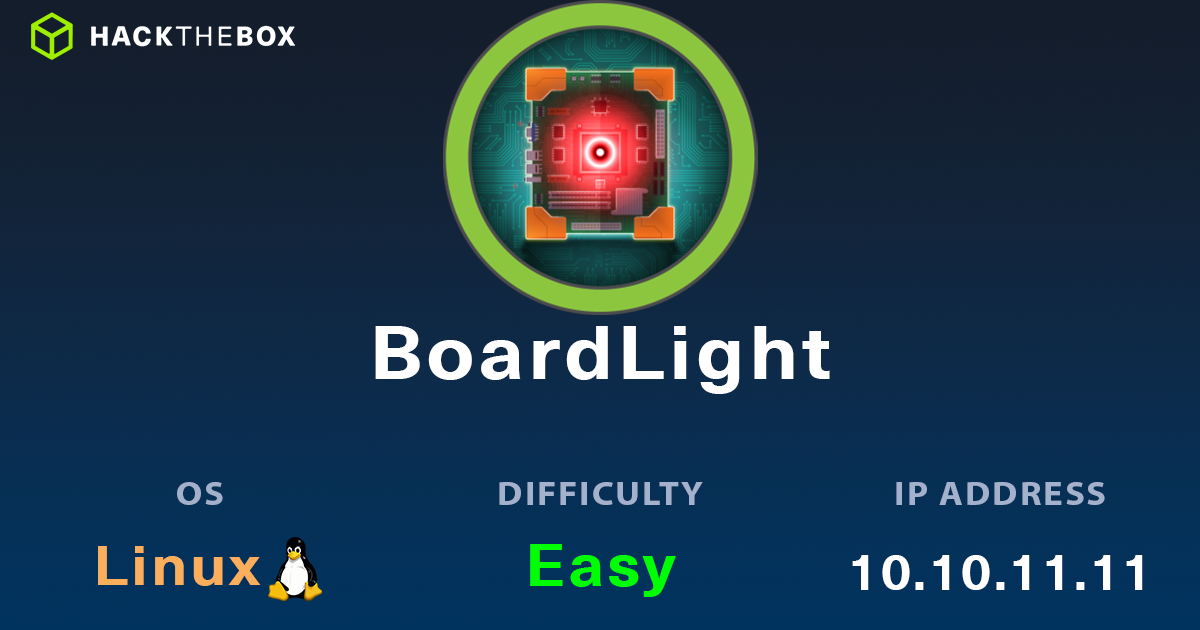 HACKTHEBOX
BoardLight
OS
DIFFICULTY
IP ADDRESS
Linux
Easy
10.10.11.11